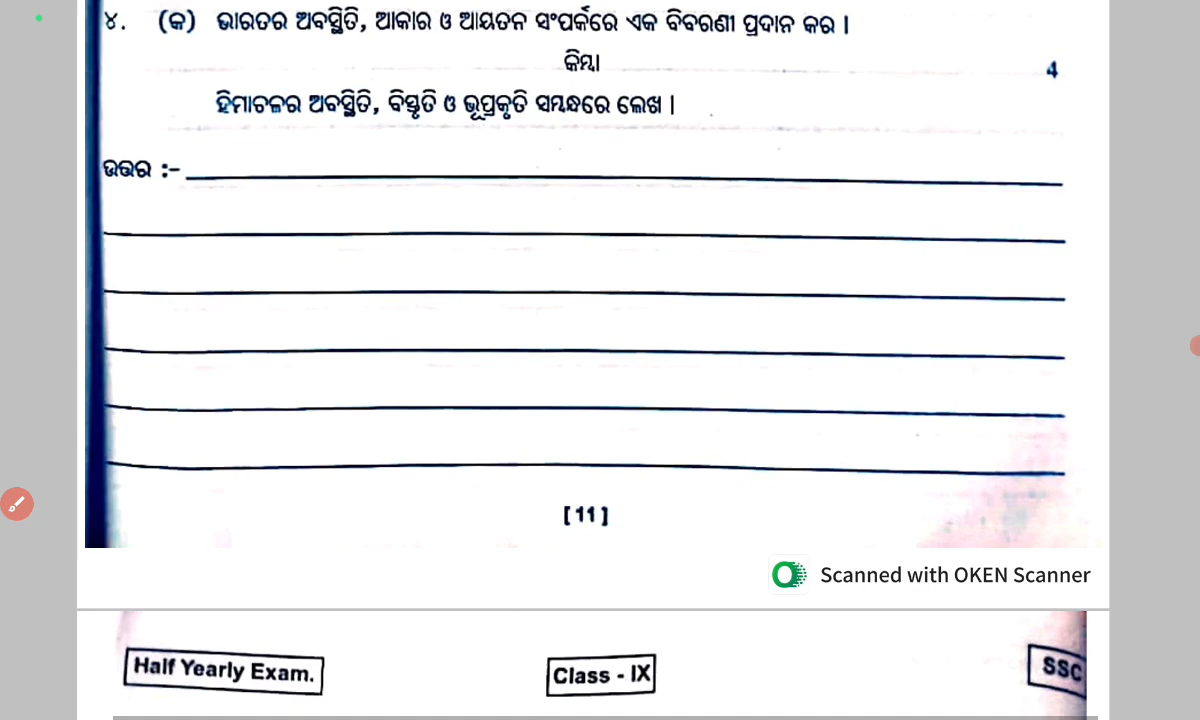 ୪. (କ) ଭାରତର ଅବସ୍ଥିତି, ଆକାର ଓ ଆୟତନ ସଂପର୍କରେ ଏକ ବିବରଣୀ ପ୍ରଦାନ କର ।
କିମ୍ବା
4
ହିମାଚଳର ଅବସ୍ଥିତି, ବିସ୍ତୃତି ଓ ଭୂପ୍ରକୃତି ସମ୍ବନ୍ଧରେ ଲେଖ ।
ଉତ୍ତର :-
[11]
Scanned with OKEN Scanner
Half Yearly Exam. Class - IX SSC